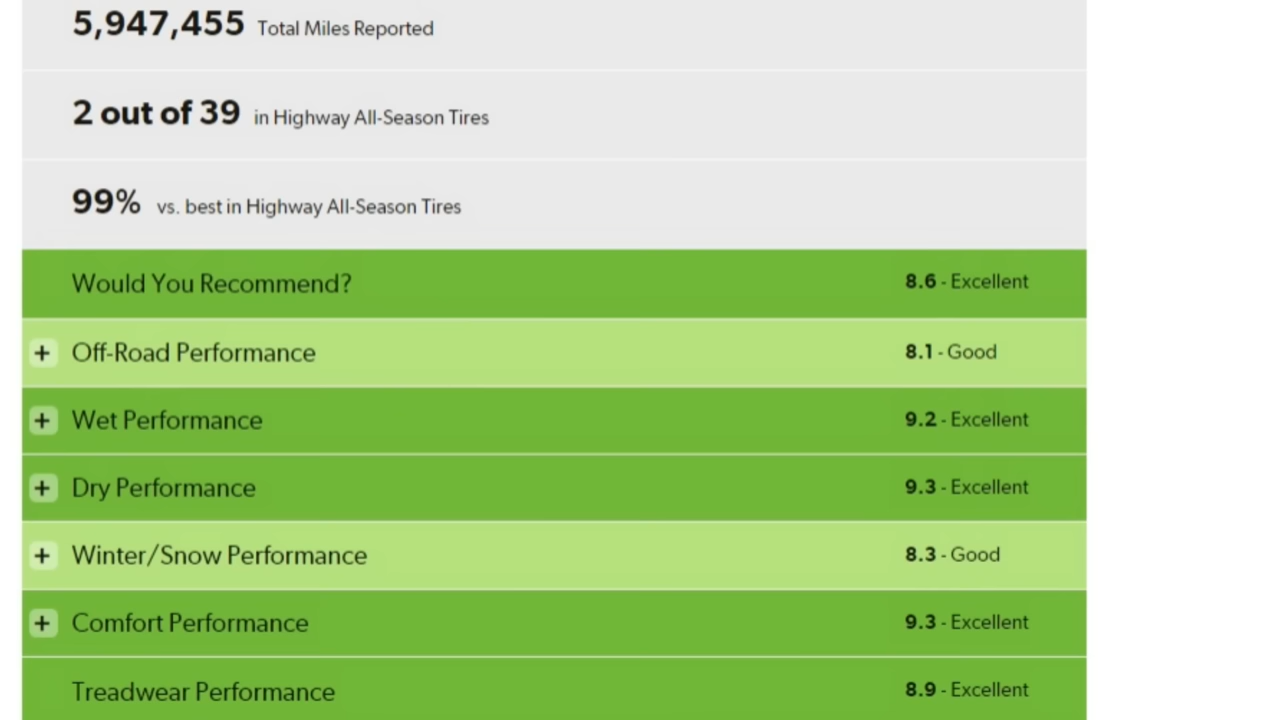 5,947,455 Total Miles Reported
2 out of 39 in Highway All-Season Tires
99% vs. best in Highway All-Season Tires
Would You Recommend? 8.6 - Excellent
+ Off-Road Performance 8.1 - Good
+ Wet Performance 9.2 - Excellent
+ Dry Performance 9.3 - Excellent
+ Winter/Snow Performance 8.3 - Good
+ Comfort Performance 9.3 - Excellent
Treadwear Performance 8.9 - Excellent